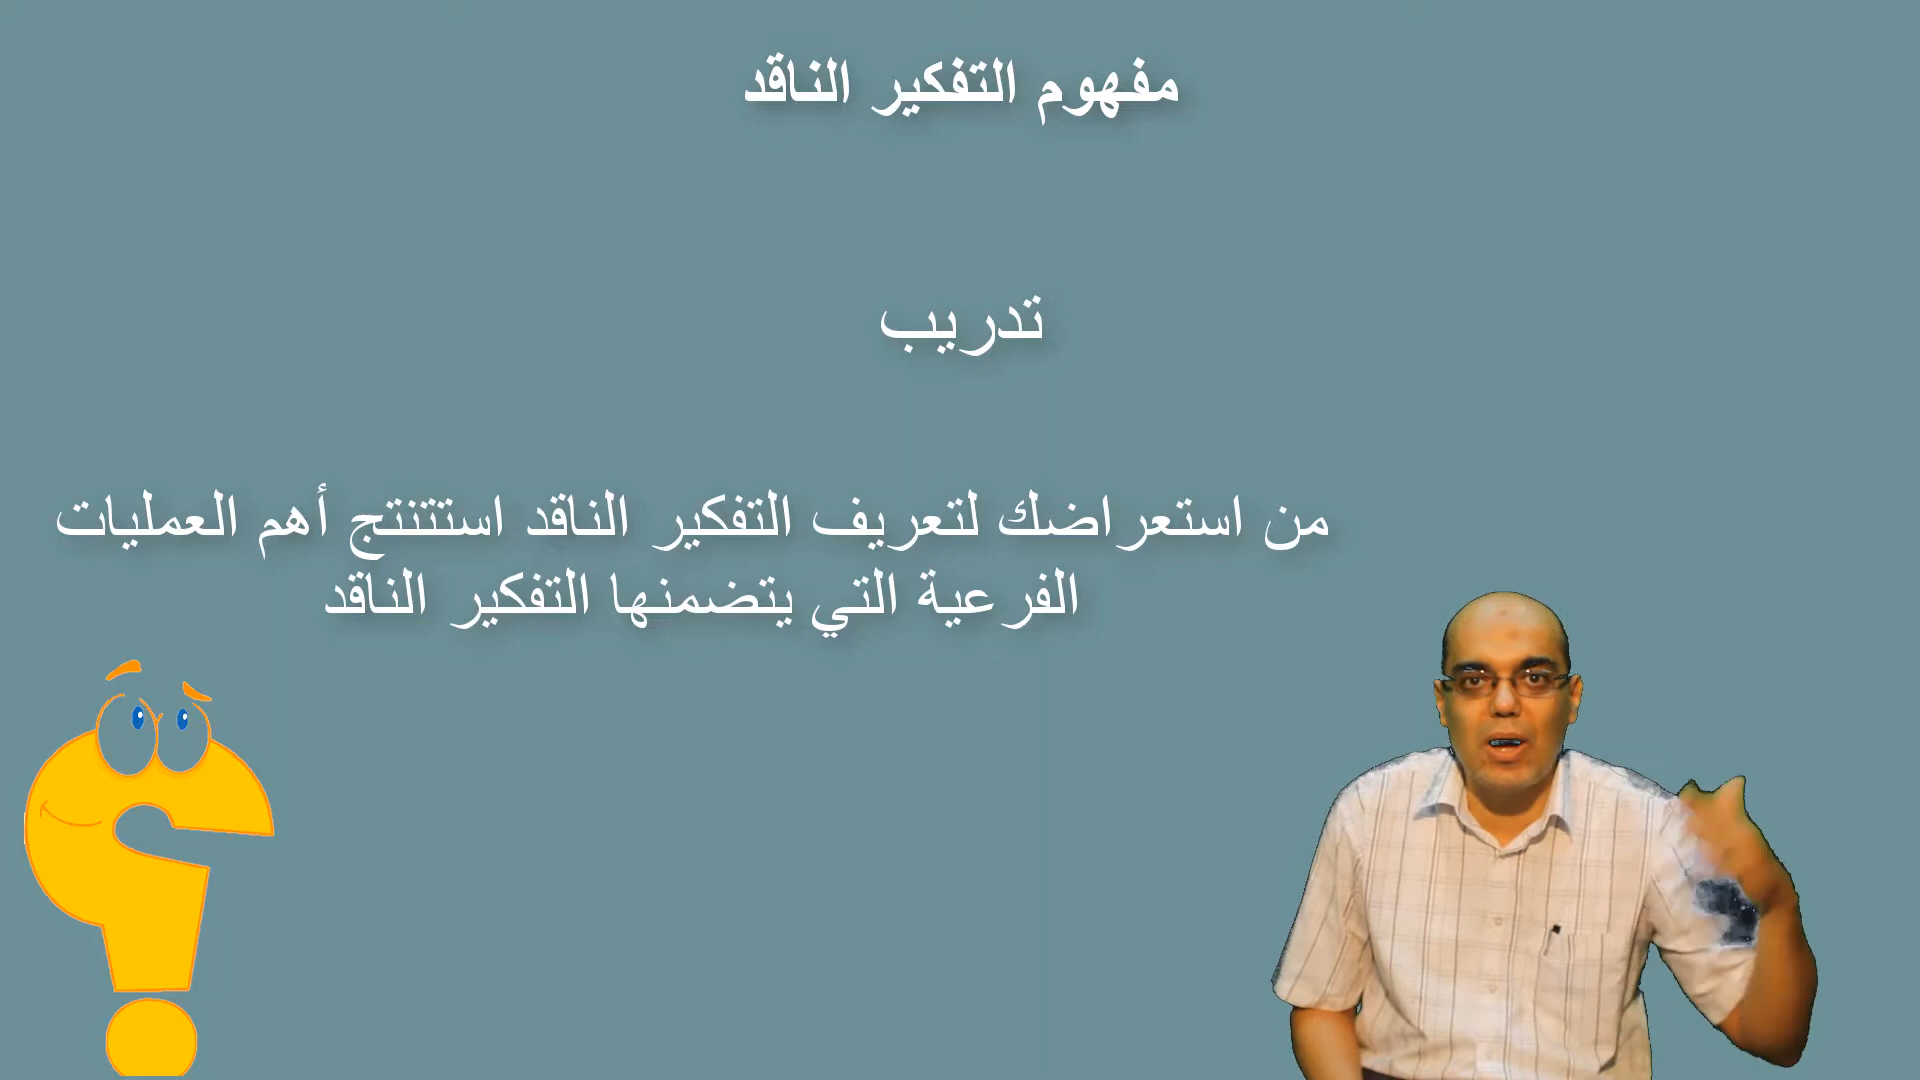 مفهوم التفكير الناقد
تدريب
من استعراضك لتعريف التفكير الناقد استتنتج أهم العمليات
الفرعية التي يتضمنها التفكير الناقد